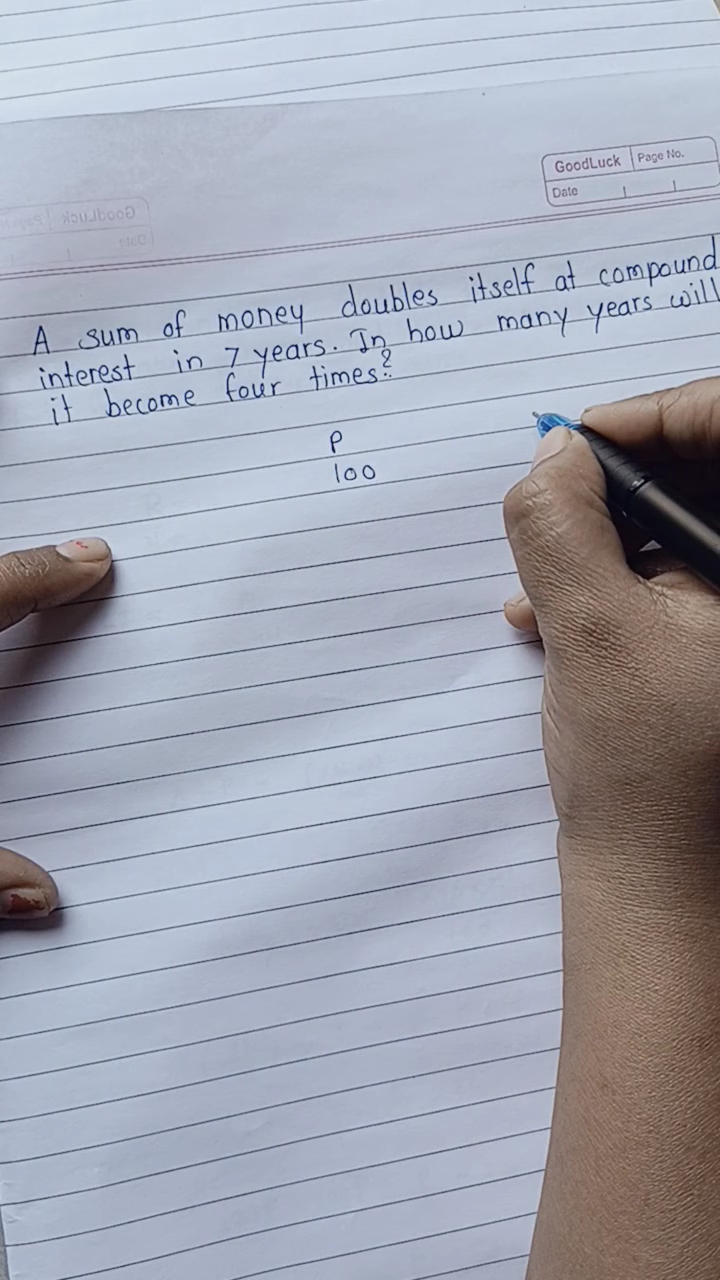 GoodLuck Page No.
Date
A sum of money doubles itself at compound
interest in 7 years. In how many years will
it become four times?
P
100